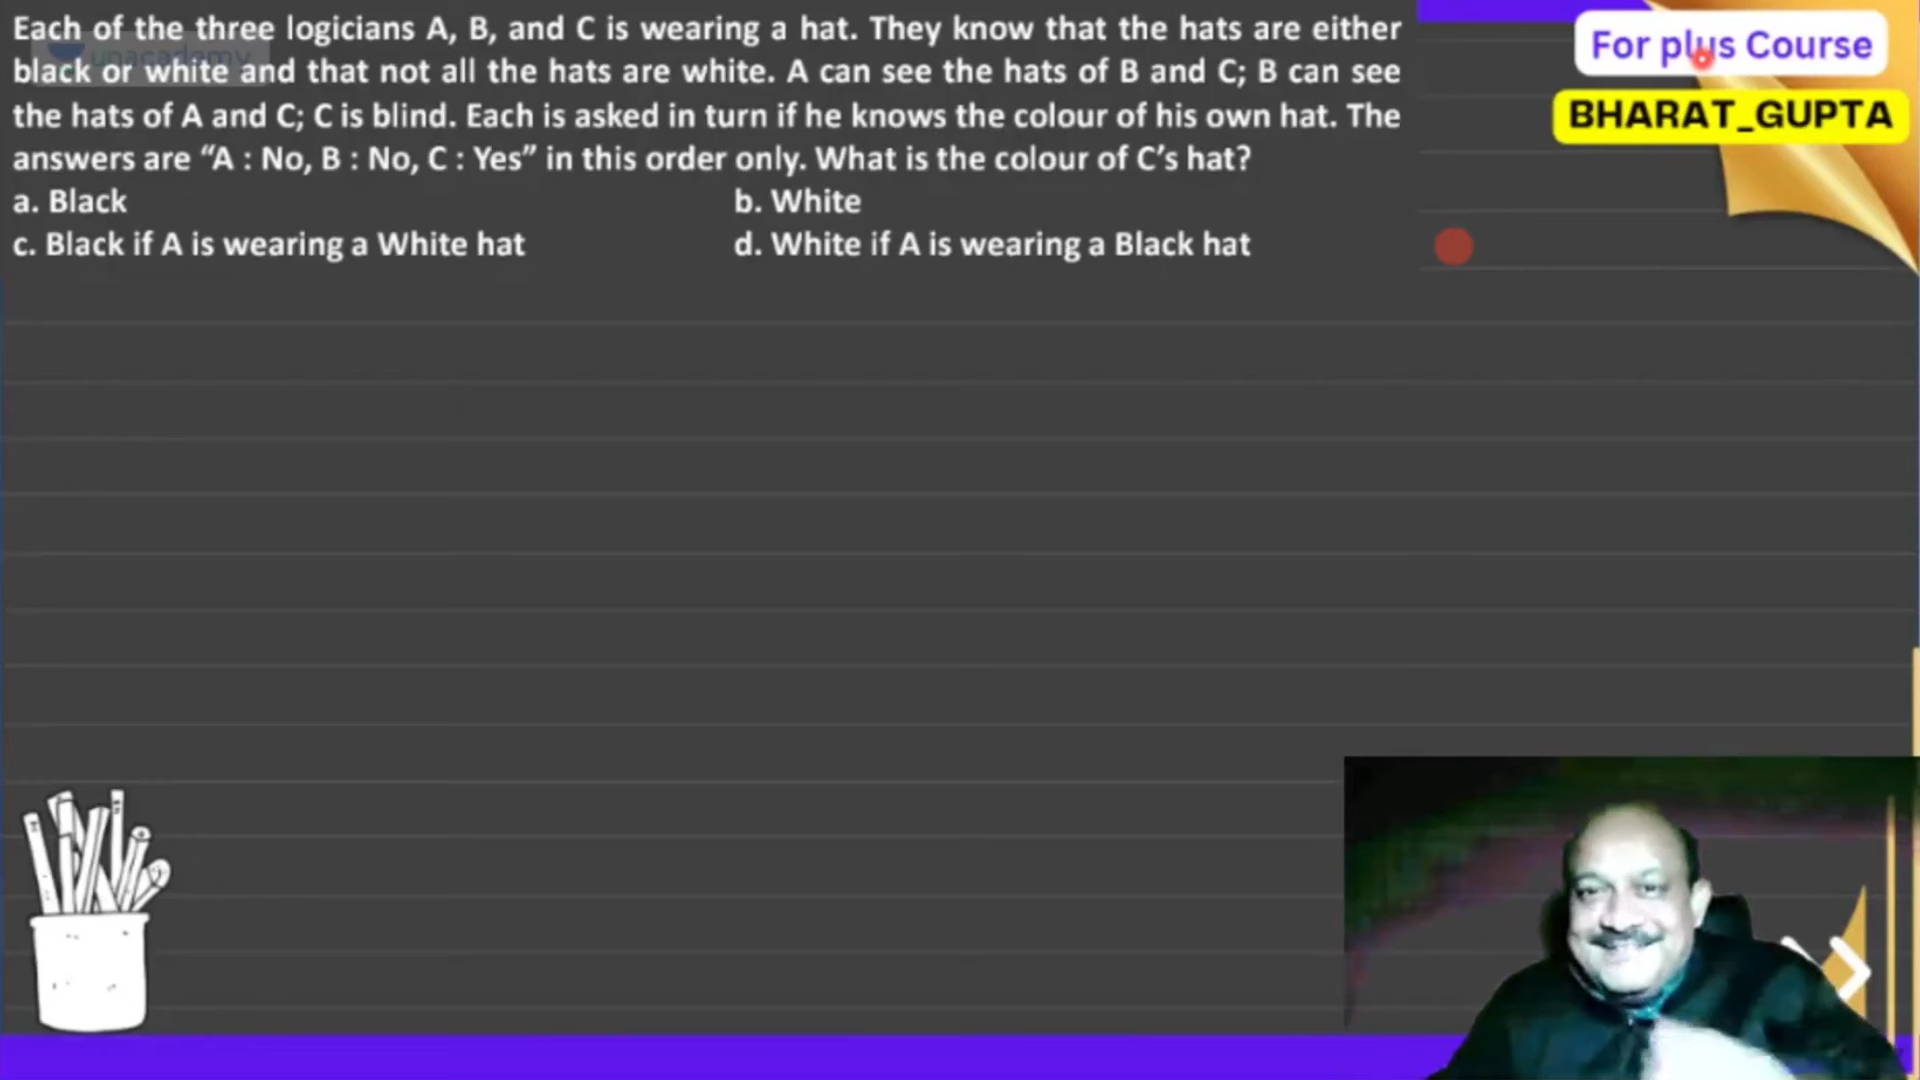 Each of the three logicians A, B, and C is wearing a hat. They know that the hats are either
black or white and that not all the hats are white. A can see the hats of B and C; B can see
the hats of A and C; C is blind. Each is asked in turn if he knows the colour of his own hat. The
answers are “A : No, B : No, C : Yes” in this order only. What is the colour of C’s hat?
a. Black
b. White
c. Black if A is wearing a White hat
d. White if A is wearing a Black hat
unacademy
For plus Course
BHARAT_GUPTA